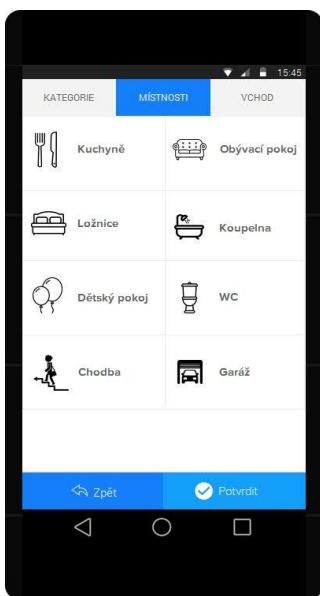 15:45
KATEGORIE MÍSTNOSTI VCHOD
Kuchyně Obývací pokoj
Ložnice Koupelna
Dětský pokoj WC
Chodba Garáž
Zpět Potvrdit